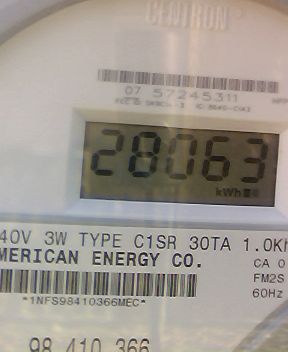 CENTRON®
07 57245311
28063
kWh
40V 3W TYPE C1SR 30TA 1.0Kh
MERICAN ENERGY CO.
CA 0
FM2S
60Hz
*1NFS98410366MEC*
98 410 366